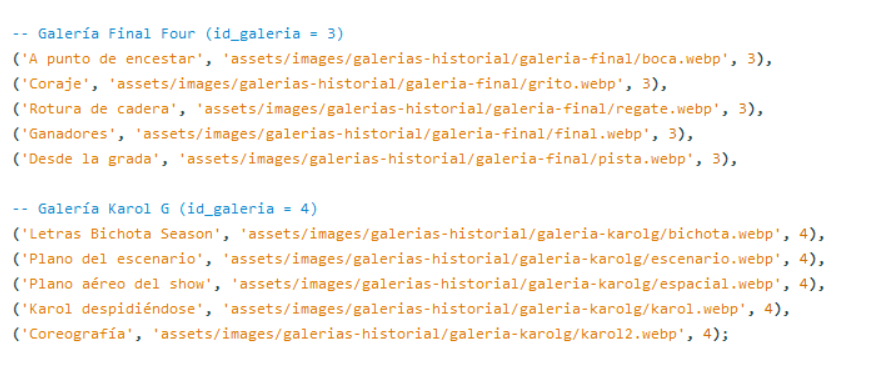 -- Galería Final Four (id_galeria = 3)
('A punto de encestar', 'assets/images/galerias-historial/galeria-final/boca.webp', 3),
('Coraje', 'assets/images/galerias-historial/galeria-final/grito.webp', 3),
('Rotura de cadera', 'assets/images/galerias-historial/galeria-final/regate.webp', 3),
('Ganadores', 'assets/images/galerias-historial/galeria-final/final.webp', 3),
('Desde la grada', 'assets/images/galerias-historial/galeria-final/pista.webp', 3),
-- Galería Karol G (id_galeria = 4)
('Letras Bichota Season', 'assets/images/galerias-historial/galeria-karolg/bichota.webp', 4),
('Plano del escenario', 'assets/images/galerias-historial/galeria-karolg/escenario.webp', 4),
('Plano aéreo del show', 'assets/images/galerias-historial/galeria-karolg/espacial.webp', 4),
('Karol despidiéndose', 'assets/images/galerias-historial/galeria-karolg/karol.webp', 4),
('Coreografía', 'assets/images/galerias-historial/galeria-karolg/karol2.webp', 4);